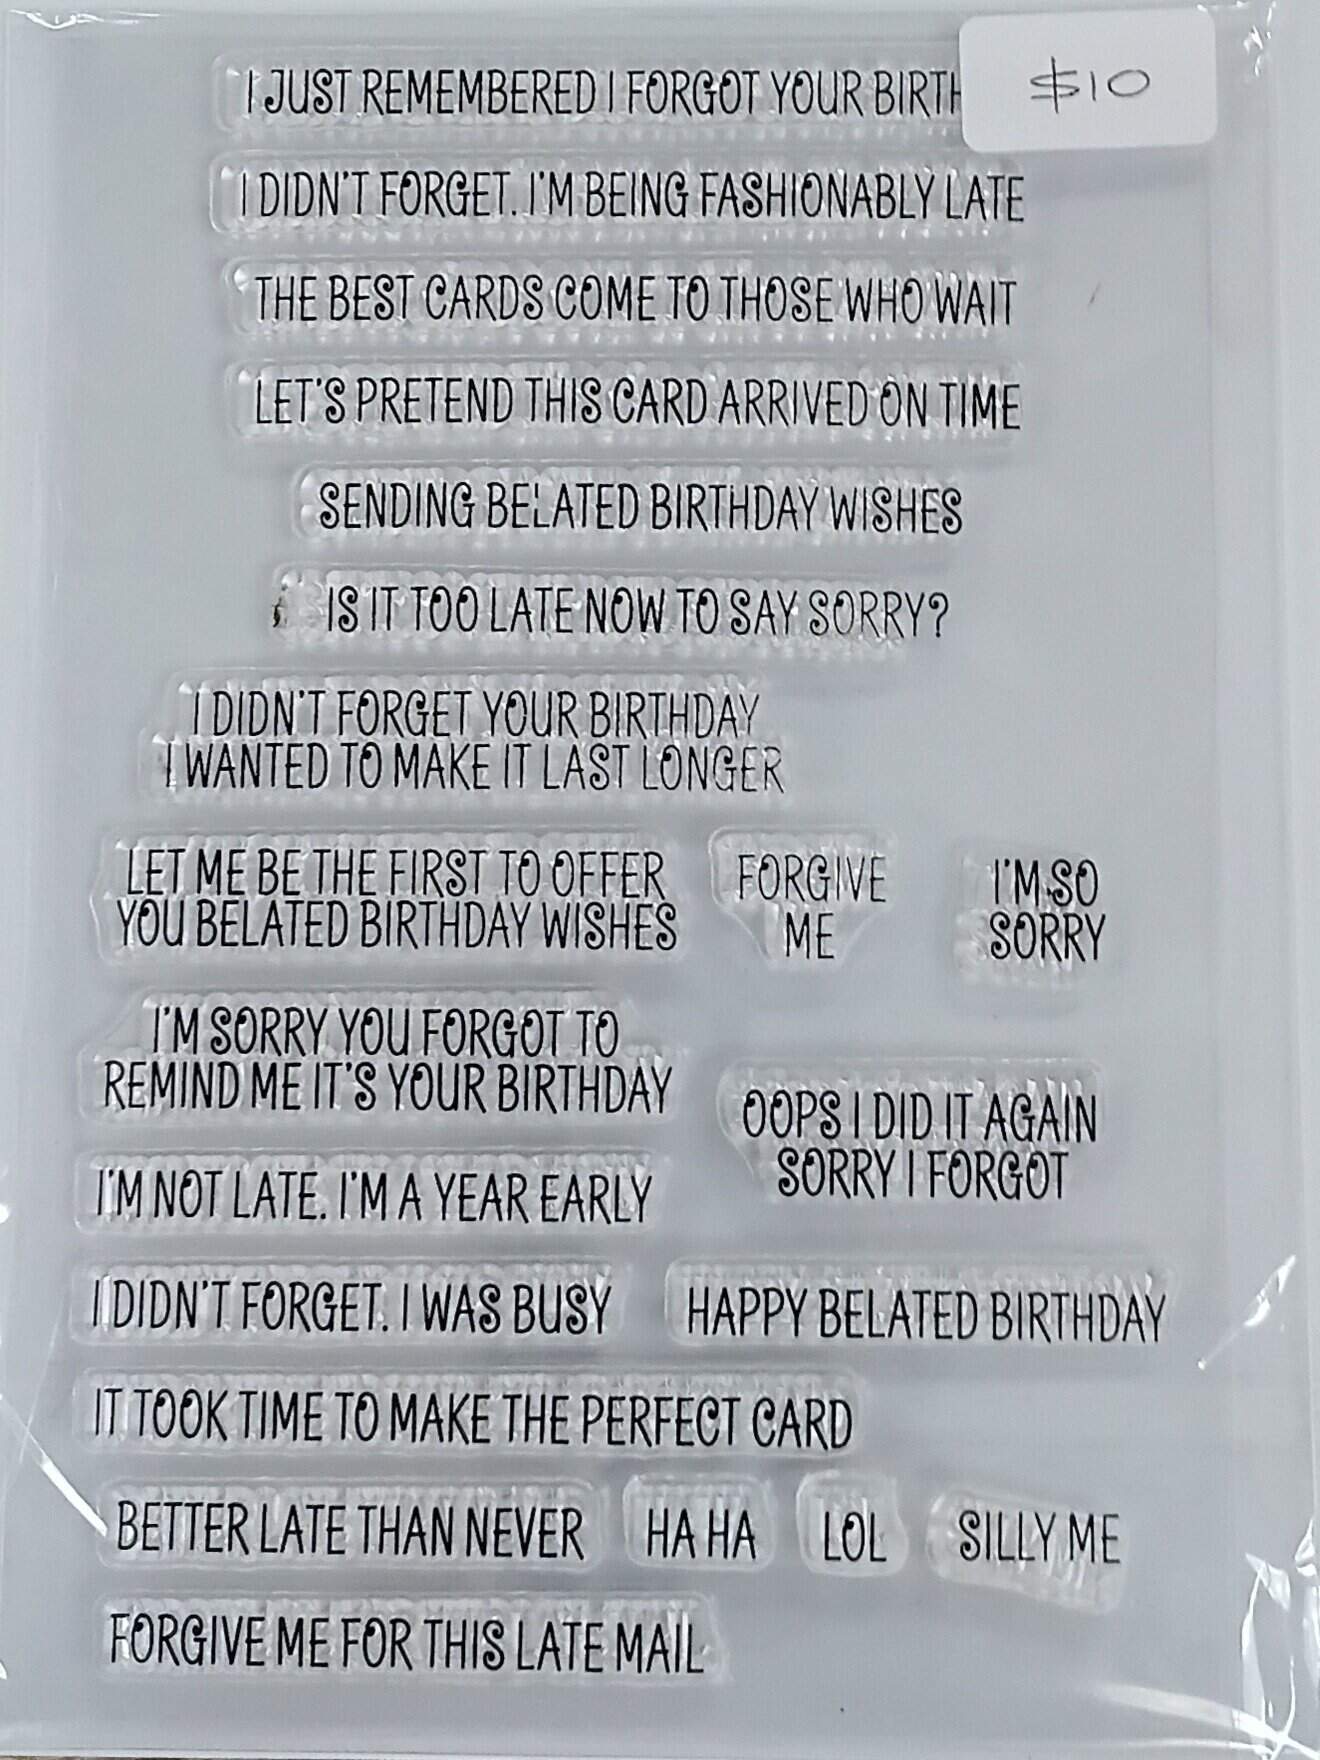 $10
I JUST REMEMBERED I FORGOT YOUR BIRTH
I DIDN'T FORGET. I'M BEING FASHIONABLY LATE
THE BEST CARDS COME TO THOSE WHO WAIT
LET'S PRETEND THIS CARD ARRIVED ON TIME
SENDING BELATED BIRTHDAY WISHES
IS IT TOO LATE NOW TO SAY SORRY?
I DIDN'T FORGET YOUR BIRTHDAY
I WANTED TO MAKE IT LAST LONGER
LET ME BE THE FIRST TO OFFER
YOU BELATED BIRTHDAY WISHES
FORGIVE
ME
I'M SO
SORRY
I'M SORRY YOU FORGOT TO
REMIND ME IT'S YOUR BIRTHDAY
OOPS I DID IT AGAIN
SORRY I FORGOT
I'M NOT LATE. I'M A YEAR EARLY
I DIDN'T FORGET. I WAS BUSY
HAPPY BELATED BIRTHDAY
IT TOOK TIME TO MAKE THE PERFECT CARD
BETTER LATE THAN NEVER
HA HA
LOL
SILLY ME
FORGIVE ME FOR THIS LATE MAIL